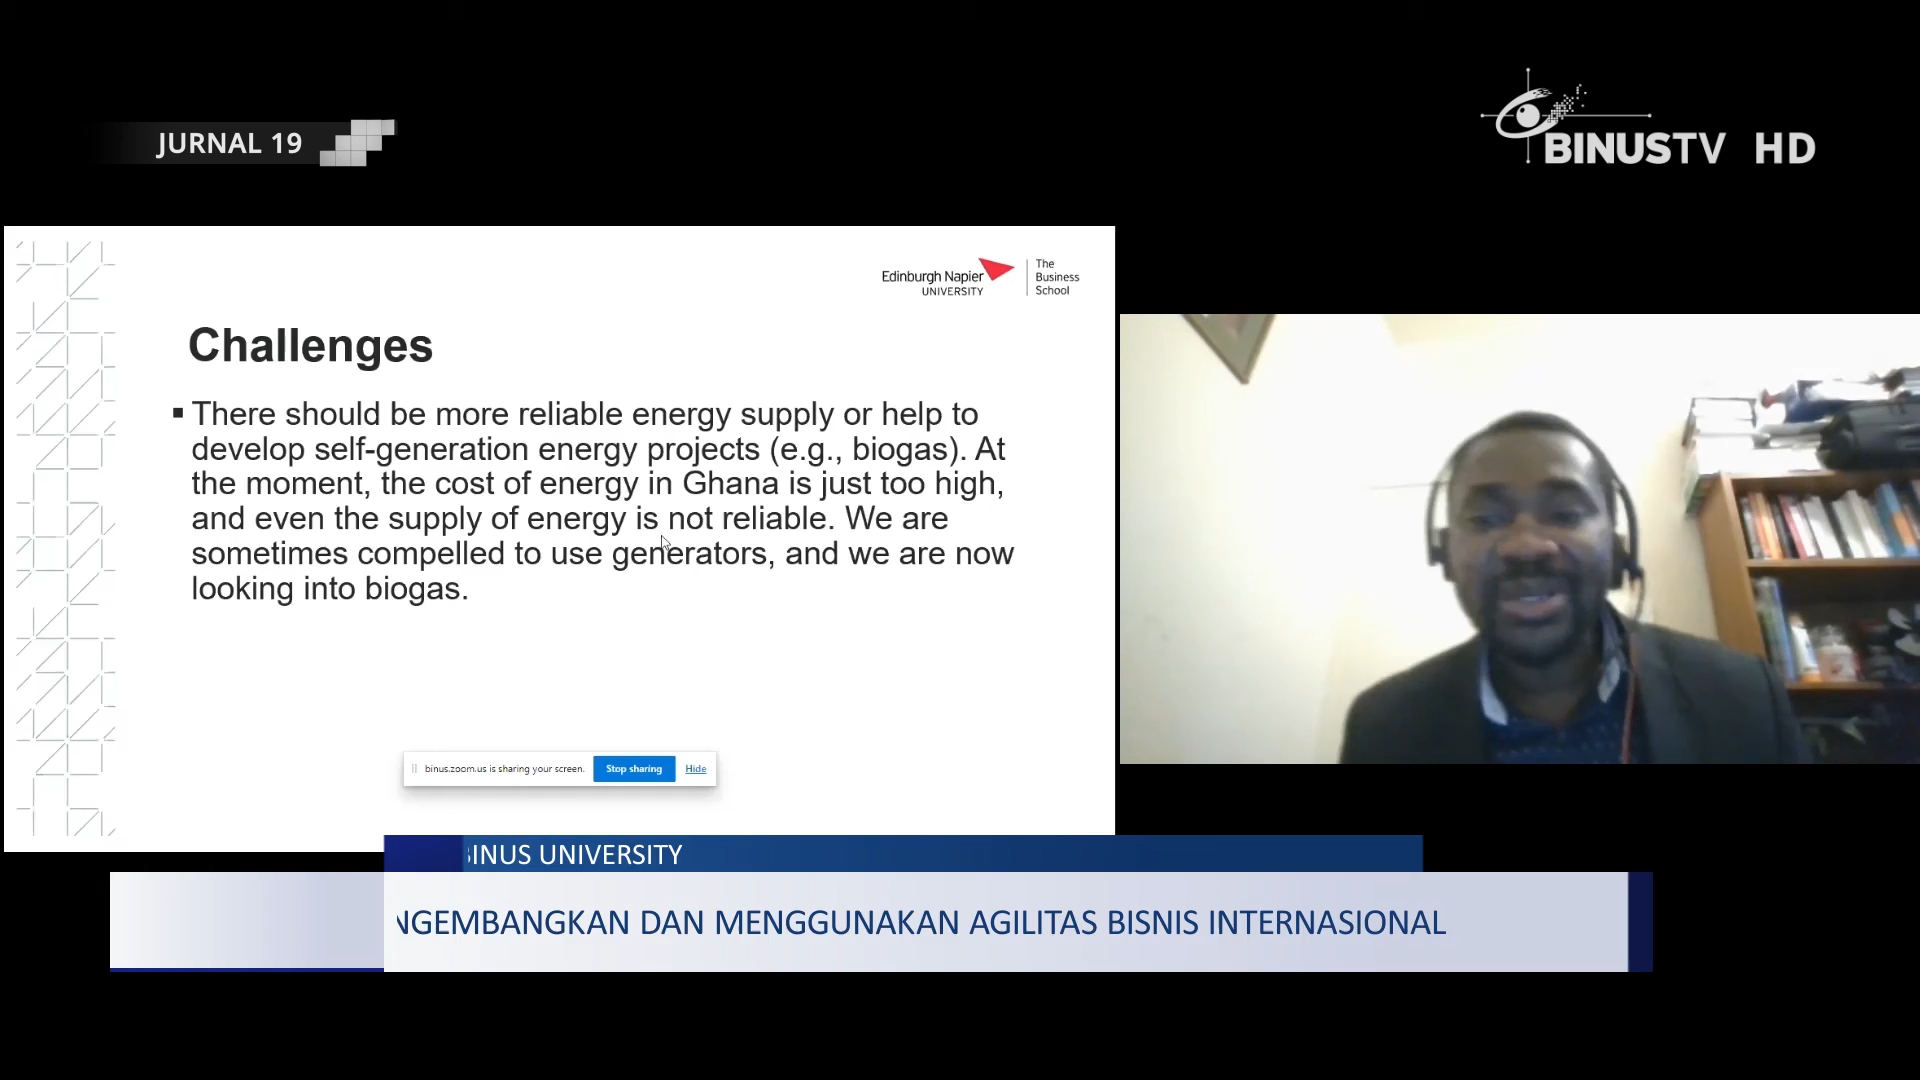 JURNAL 19
BINUSTV HD
Edinburgh Napier
UNIVERSITY
The
Business
School
Challenges
▪ There should be more reliable energy supply or help to
develop self-generation energy projects (e.g., biogas). At
the moment, the cost of energy in Ghana is just too high,
and even the supply of energy is not reliable. We are
sometimes compelled to use generators, and we are now
looking into biogas.
binus.zoom.us is sharing your screen. Stop sharing Hide
BINUS UNIVERSITY
NGEMBANGKAN DAN MENGGUNAKAN AGILITAS BISNIS INTERNASIONAL